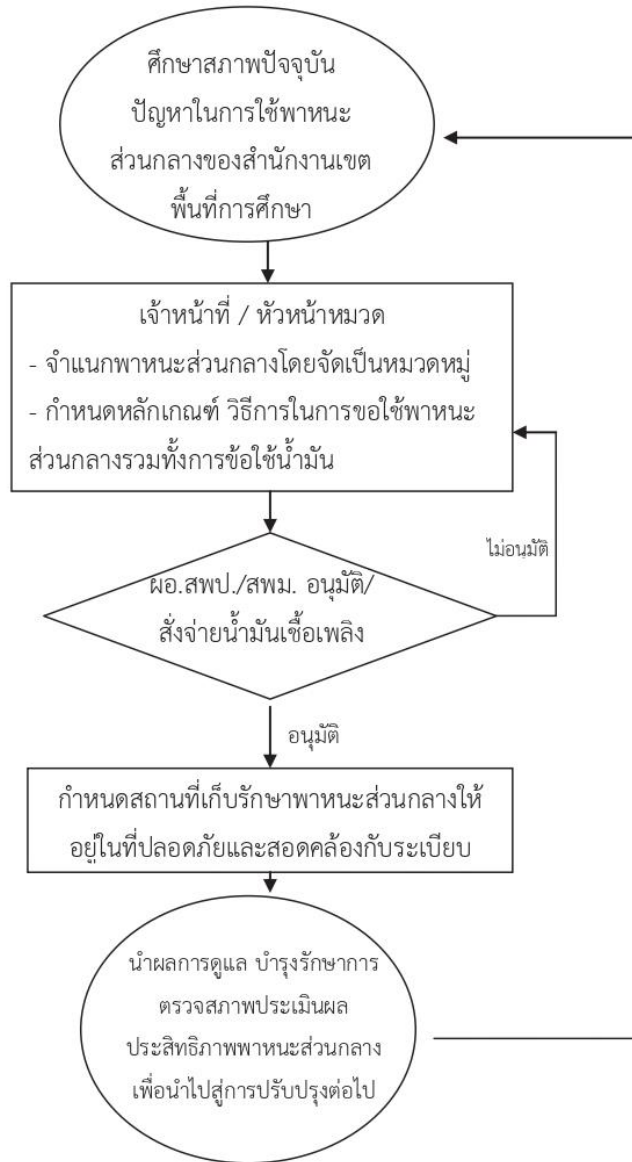 ศึกษาสภาพปัจจุบัน
ปัญหาในการใช้พาหนะ
ส่วนกลางของสำนักงานเขต
พื้นที่การศึกษา
เจ้าหน้าที่ / หัวหน้าหมวด
- จำแนกพาหนะส่วนกลางโดยจัดเป็นหมวดหมู่
- กำหนดหลักเกณฑ์ วิธีการในการขอใช้พาหนะ
ส่วนกลางรวมทั้งการข้อใช้น้ำมัน
ไม่อนุมัติ
ผอ.สพป./สพม. อนุมัติ/
สั่งจ่ายน้ำมันเชื้อเพลิง
อนุมัติ
กำหนดสถานที่เก็บรักษาพาหนะส่วนกลางให้
อยู่ในที่ปลอดภัยและสอดคล้องกับระเบียบ
นำผลการดูแล บำรุงรักษาการ
ตรวจสภาพประเมินผล
ประสิทธิภาพพาหนะส่วนกลาง
เพื่อนำไปสู่การปรับปรุงต่อไป